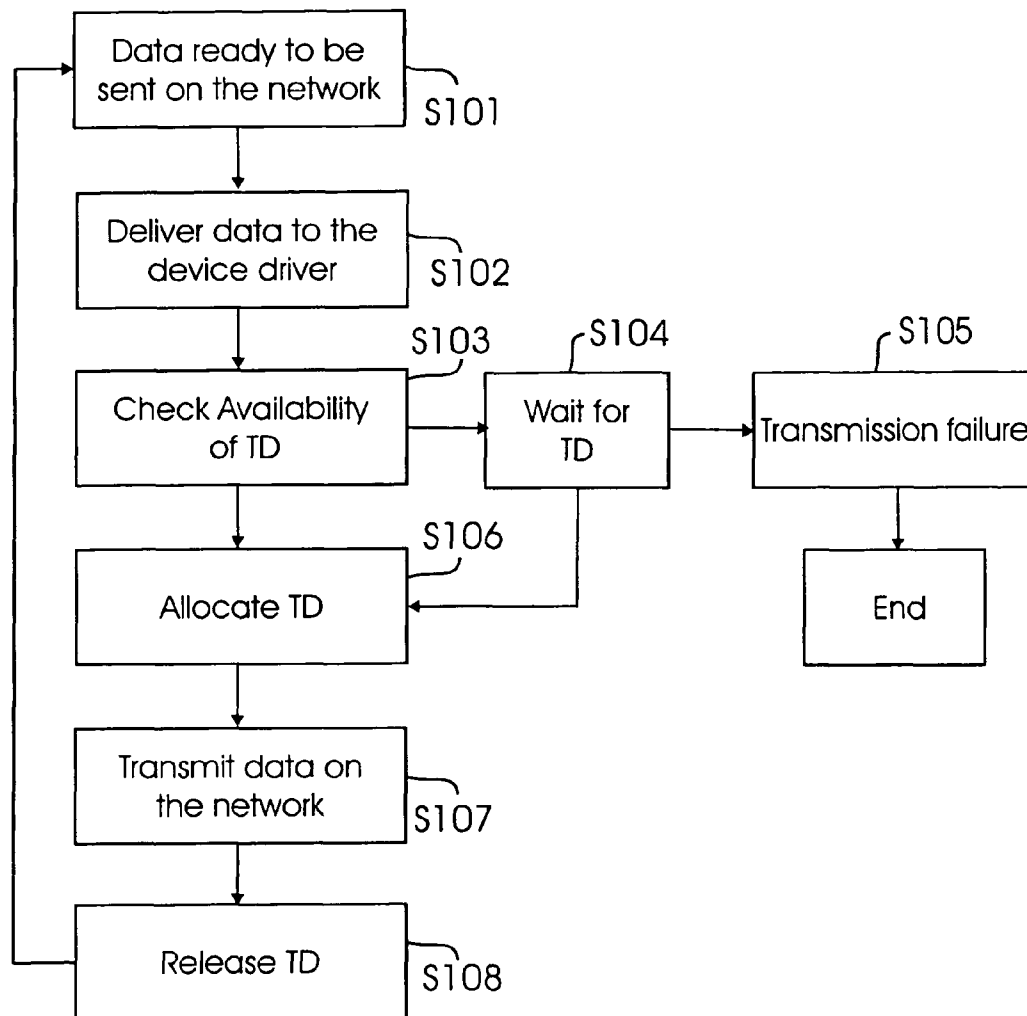 Data ready to be
sent on the network
S101
Deliver data to the
device driver
S102
S103
Check Availability
of TD
S104
Wait for
TD
S105
Transmission failure
S106
Allocate TD
End
Transmit data on
the network
S107
Release TD
S108